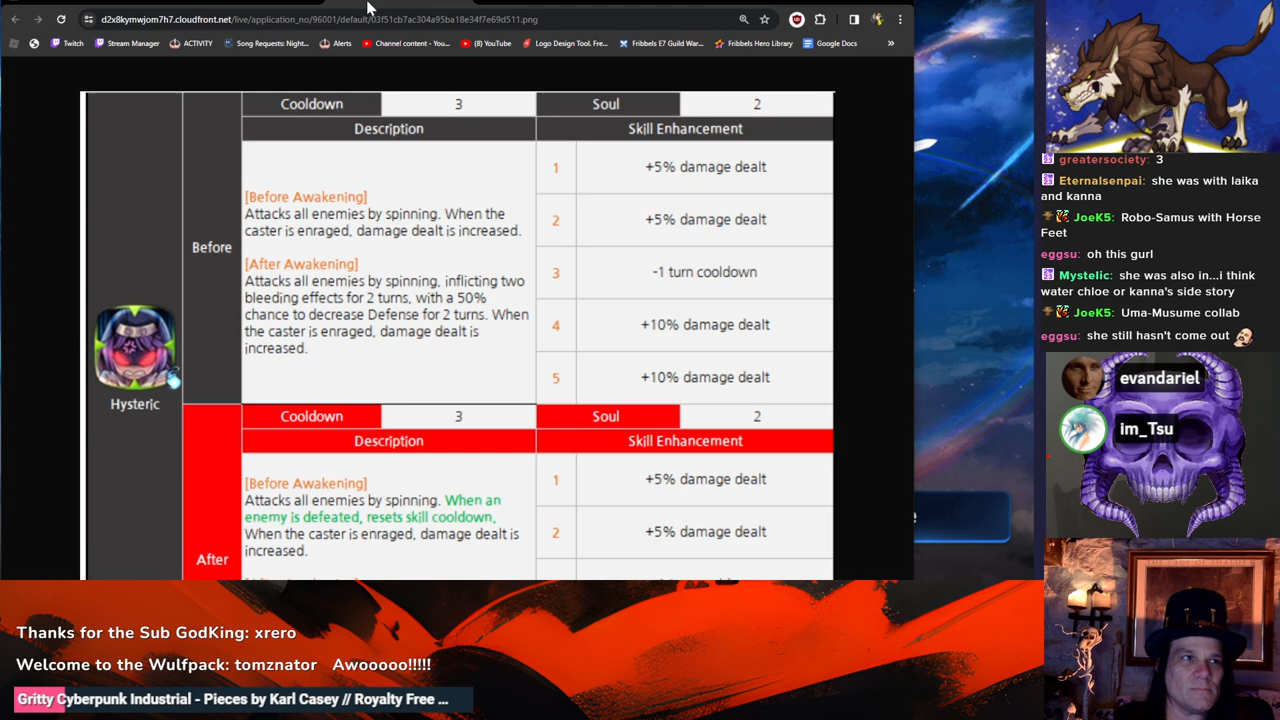 d2x8kymwjom7h7.cloudfront.net/live/application_no/96001/default/03f51cb7ac304a95ba18e34f7e69d511.png
Twitch
Stream Manager
ACTIVITY
Song Requests: Night...
Alerts
Channel content - You...
(8) YouTube
Logo Design Tool. Fre...
Fribbels E7 Guild War...
Fribbels Hero Library
Google Docs
»
Cooldown 3 Soul 2
Description Skill Enhancement
Before
[Before Awakening]
Attacks all enemies by spinning. When the
caster is enraged, damage dealt is increased.
[After Awakening]
Attacks all enemies by spinning, inflicting two
bleeding effects for 2 turns, with a 50%
chance to decrease Defense for 2 turns. When
the caster is enraged, damage dealt is
increased.
1 +5% damage dealt
2 +5% damage dealt
3 -1 turn cooldown
4 +10% damage dealt
5 +10% damage dealt
Hysteric
Cooldown 3 Soul 2
Description Skill Enhancement
[Before Awakening]
Attacks all enemies by spinning. When an
enemy is defeated, resets skill cooldown.
When the caster is enraged, damage dealt is
increased.
After
1 +5% damage dealt
2 +5% damage dealt
greatersociety: 3
Eternalsenpai: she was with laika
and kanna
JoeK5: Robo-Samus with Horse
Feet
eggsu: oh this gurl
Mystelic: she was also in...i think
water chloe or kanna's side story
JoeK5: Uma-Musume collab
eggsu: she still hasn't come out
evandariel
im_Tsu
Thanks for the Sub GodKing: xrero
Welcome to the Wulfpack: tomznator Awooooo!!!!!
Gritty Cyberpunk Industrial - Pieces by Karl Casey // Royalty Free ...